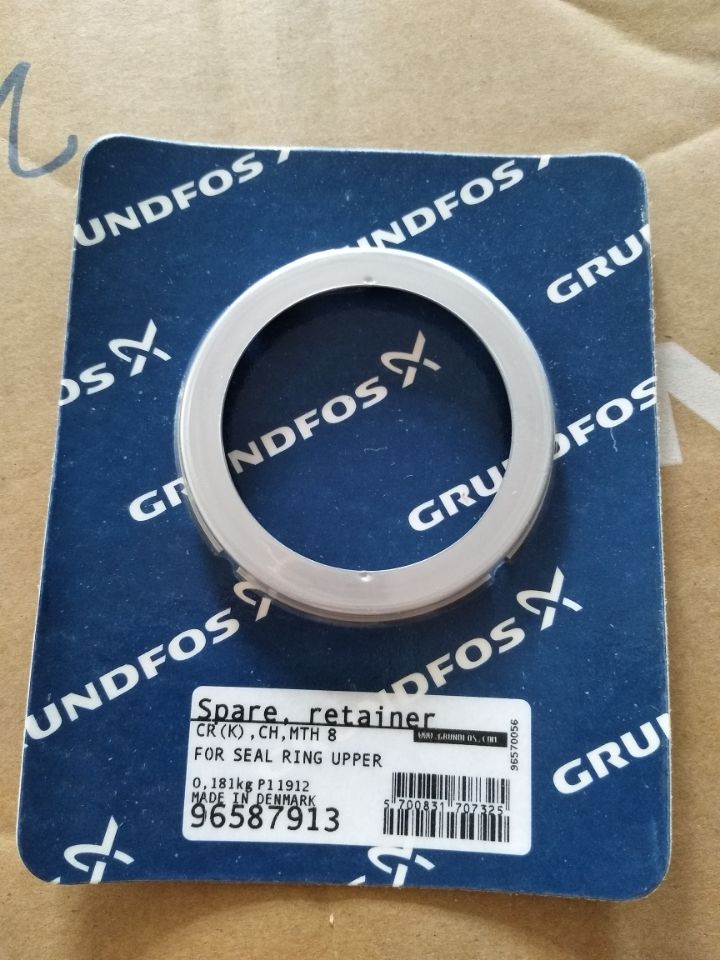 GRUNDFOS
GRUNDFOS
GRUNDFOS
GRUNDFOS
GRUNDFOS
GRUNDFOS
GRUNDFOS
GRUNDFOS
Spare, retainer
CR(K),CH,MTH 8
WWW.GRUNDFOS.COM
FOR SEAL RING UPPER
0,181kg P11912
MADE IN DENMARK
96587913
5 700831 707325
96570056